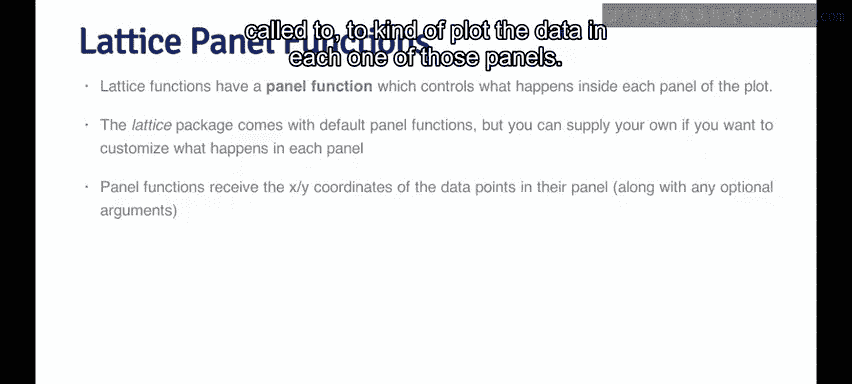 called to, to kind of plot the data in
each one of those panels.
Lattice Panel Functions
· Lattice functions have a panel function which controls what happens inside each panel of the plot.
· The lattice package comes with default panel functions, but you can supply your own if you want to
customize what happens in each panel
· Panel functions receive the x/y coordinates of the data points in their panel (along with any optional
arguments)